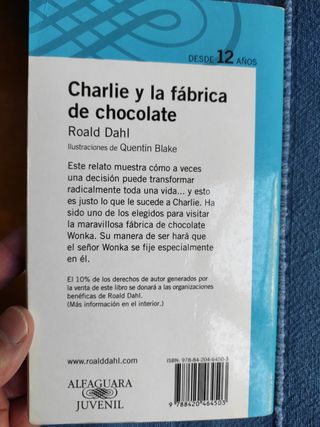 DESDE 12 AÑOS
Charlie y la fábrica
de chocolate
Roald Dahl
Ilustraciones de Quentin Blake
Este relato muestra cómo a veces
una decisión puede transformar
radicalmente toda una vida... y esto
es justo lo que le sucede a Charlie. Ha
sido uno de los elegidos para visitar
la maravillosa fábrica de chocolate
Wonka. Su manera de ser hará que
el señor Wonka se fije especialmente
en él.
El 10% de los derechos de autor generados por
la venta de este libro se donará a las organizaciones
benéficas de Roald Dahl.
(Más información en el interior.)
www.roalddahl.com
ISBN: 978-84-204-6450-3
ALFAGUARA
JUVENIL
9 788420 464503